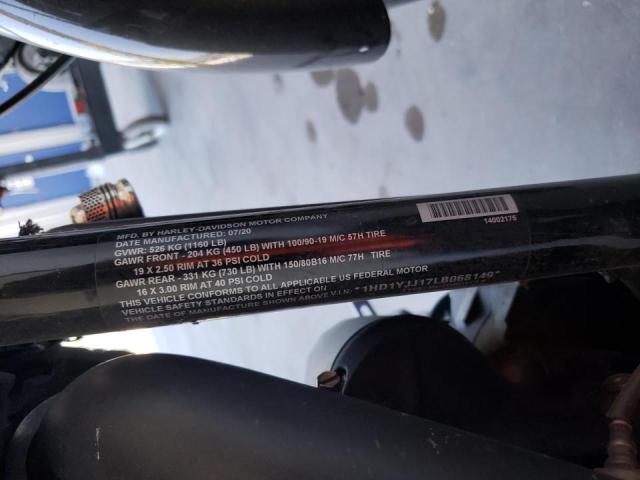 MFD. BY HARLEY-DAVIDSON MOTOR COMPANY
DATE MANUFACTURED: 07/20
GVWR: 526 KG (1160 LB)
GAWR FRONT - 204 KG (450 LB) WITH 100/90-19 M/C 57H TIRE
19 X 2.50 RIM AT 36 PSI COLD
GAWR REAR - 331 KG (730 LB) WITH 150/80B16 M/C 77H TIRE
16 X 3.00 RIM AT 40 PSI COLD
THIS VEHICLE CONFORMS TO ALL APPLICABLE US FEDERAL MOTOR
VEHICLE SAFETY STANDARDS IN EFFECT ON
THE DATE OF MANUFACTURE SHOWN ABOVE V.I.N. *1HD1YJJ17LB068149*
14002175